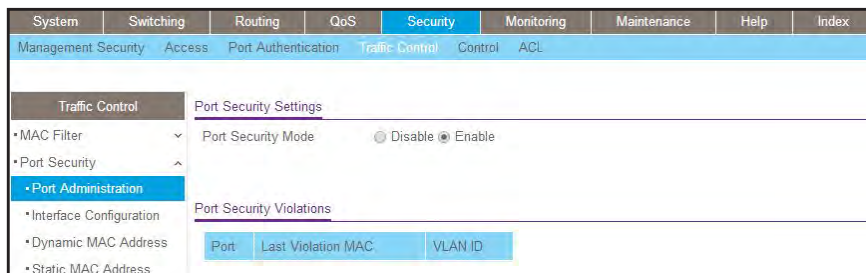 System Switching Routing QoS Security Monitoring Maintenance Help Index
Management Security Access Port Authentication Traffic Control Control ACL
Traffic Control
MAC Filter
Port Security
Port Administration
Interface Configuration
Dynamic MAC Address
Static MAC Address
Port Security Settings
Port Security Mode Disable Enable
Port Security Violations
Port Last Violation MAC VLAN ID